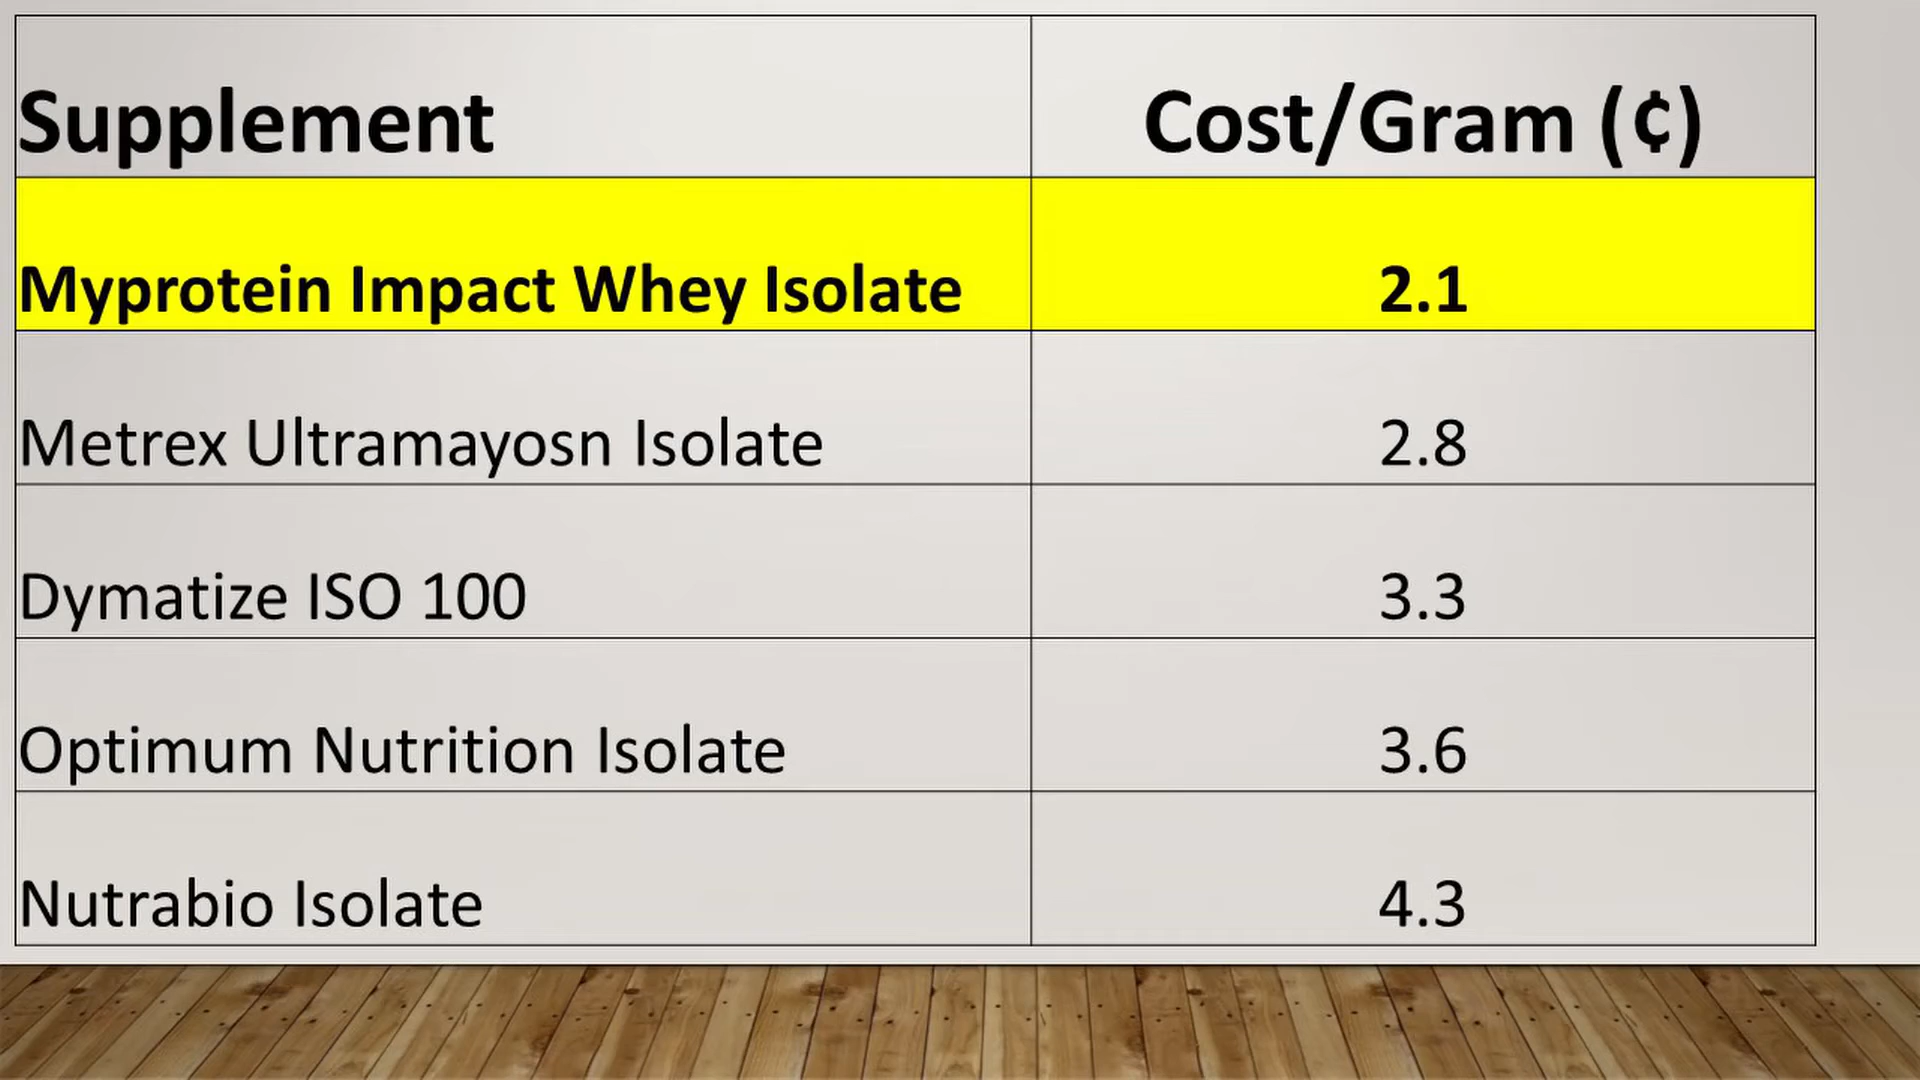 Supplement Cost/Gram (¢)
Myprotein Impact Whey Isolate 2.1
Metrex Ultramayosn Isolate 2.8
Dymatize ISO 100 3.3
Optimum Nutrition Isolate 3.6
Nutrabio Isolate 4.3